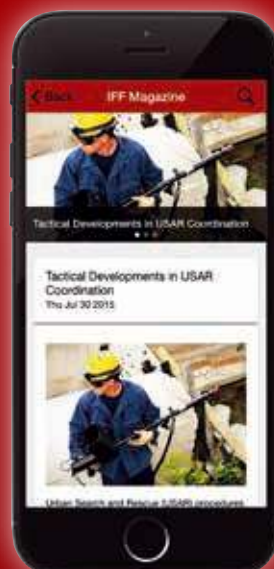 Back IFF Magazine
Tactical Developments in USAR Coordination
Tactical Developments in USAR
Coordination
Thu Jul 30 2015
Urban Search and Rescue (USAR) procedures